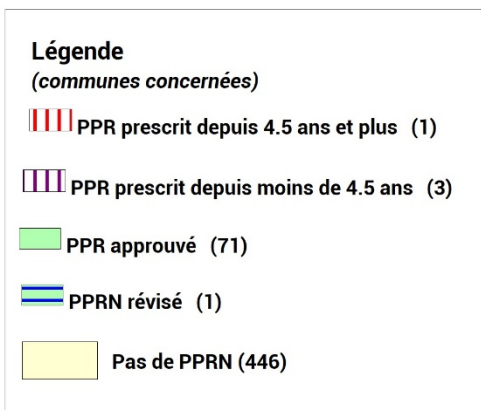 Légende
(communes concernées)
PPR prescrit depuis 4.5 ans et plus (1)
PPR prescrit depuis moins de 4.5 ans (3)
PPR approuvé (71)
PPRN révisé (1)
Pas de PPRN (446)